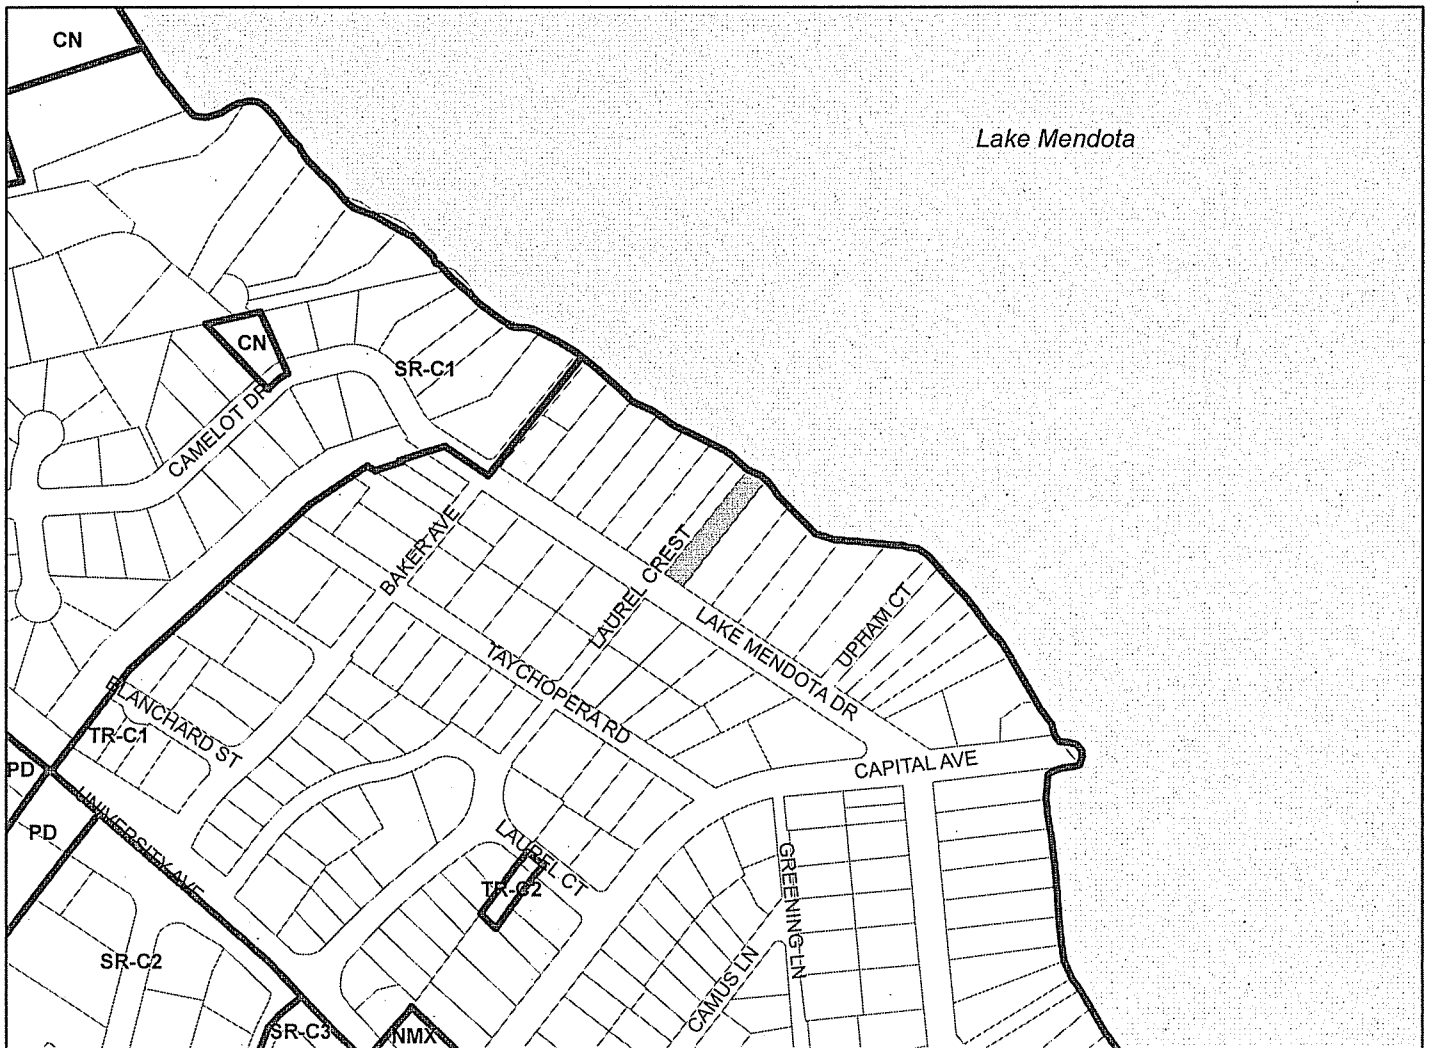 CN
Lake Mendota
CN
SR-C1
CAMELOT DR
BAKER AVE
LAUREL CREST
UPHAM CT
LAKE MENDOTA DR
TAYCHOPERA RD
BLANCHARD ST
TR-C1
CAPITAL AVE
PD
UNIVERSITY AVE
PD
LAUREL CT
TR-C2
GREENING LN
SR-C2
CAMUS LN
SR-C3
NMX